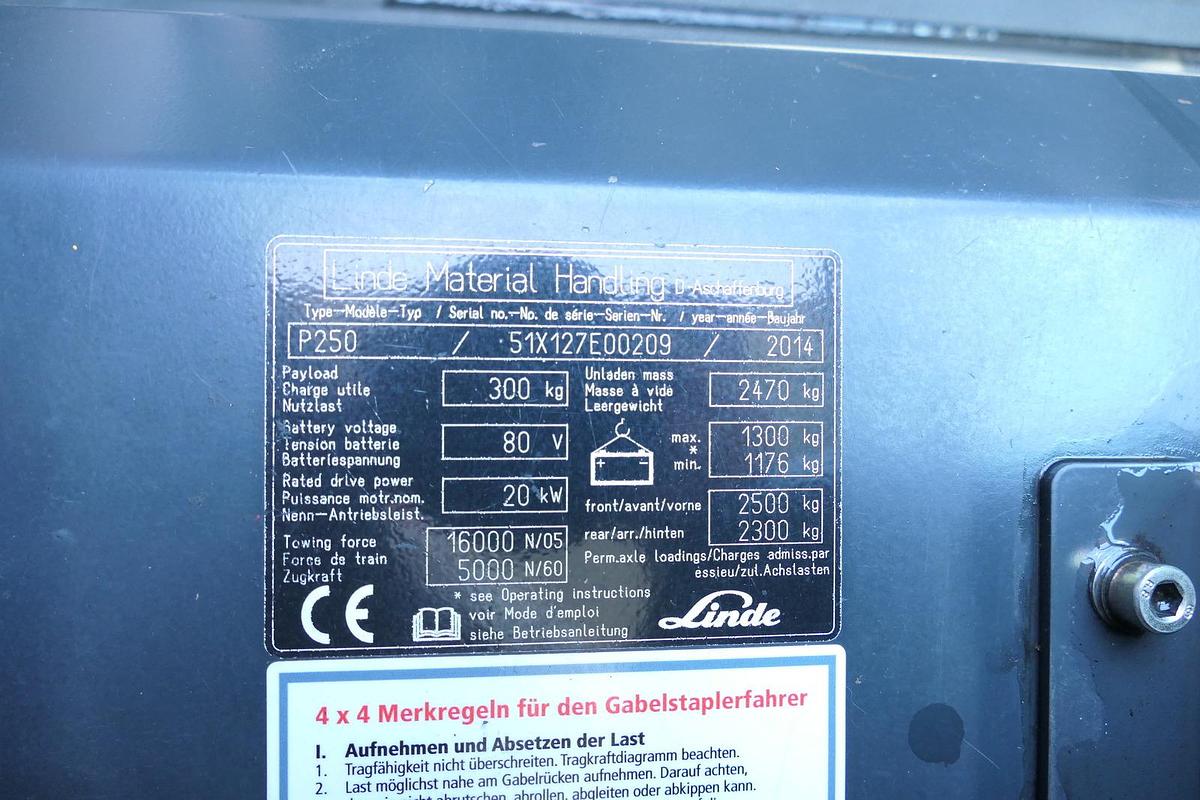 Linde Material Handling D-Aschaffenburg
Type-Modèle-Typ / Serial no.-No. de série-Serien-Nr. / year-année-Baujahr
P250 / 51X127E00209 / 2014
Payload
Charge utile
Nutzlast
300 kg
Unladen mass
Masse à vide
Leergewicht
2470 kg
Battery voltage
Tension batterie
Batteriespannung
80 V
+ -
max. 1300 kg
*
min. 1176 kg
Rated drive power
Puissance motr.nom.
Nenn-Antriebsleist.
20 kW
front/avant/vorne 2500 kg
rear/arr./hinten 2300 kg
Towing force
Force de train
Zugkraft
16000 N/05
5000 N/60
Perm.axle loadings/Charges admiss.par
essieu/zul.Achslasten
CE
* see Operating instructions
voir Mode d'emploi
siehe Betriebsanleitung
Linde
4 x 4 Merkregeln für den Gabelstaplerfahrer
I. Aufnehmen und Absetzen der Last
1. Tragfähigkeit nicht überschreiten. Tragkraftdiagramm beachten.
2. Last möglichst nahe am Gabelrücken aufnehmen. Darauf achten,
nicht abrutschen, abrollen, abgleiten oder abkippen kann.